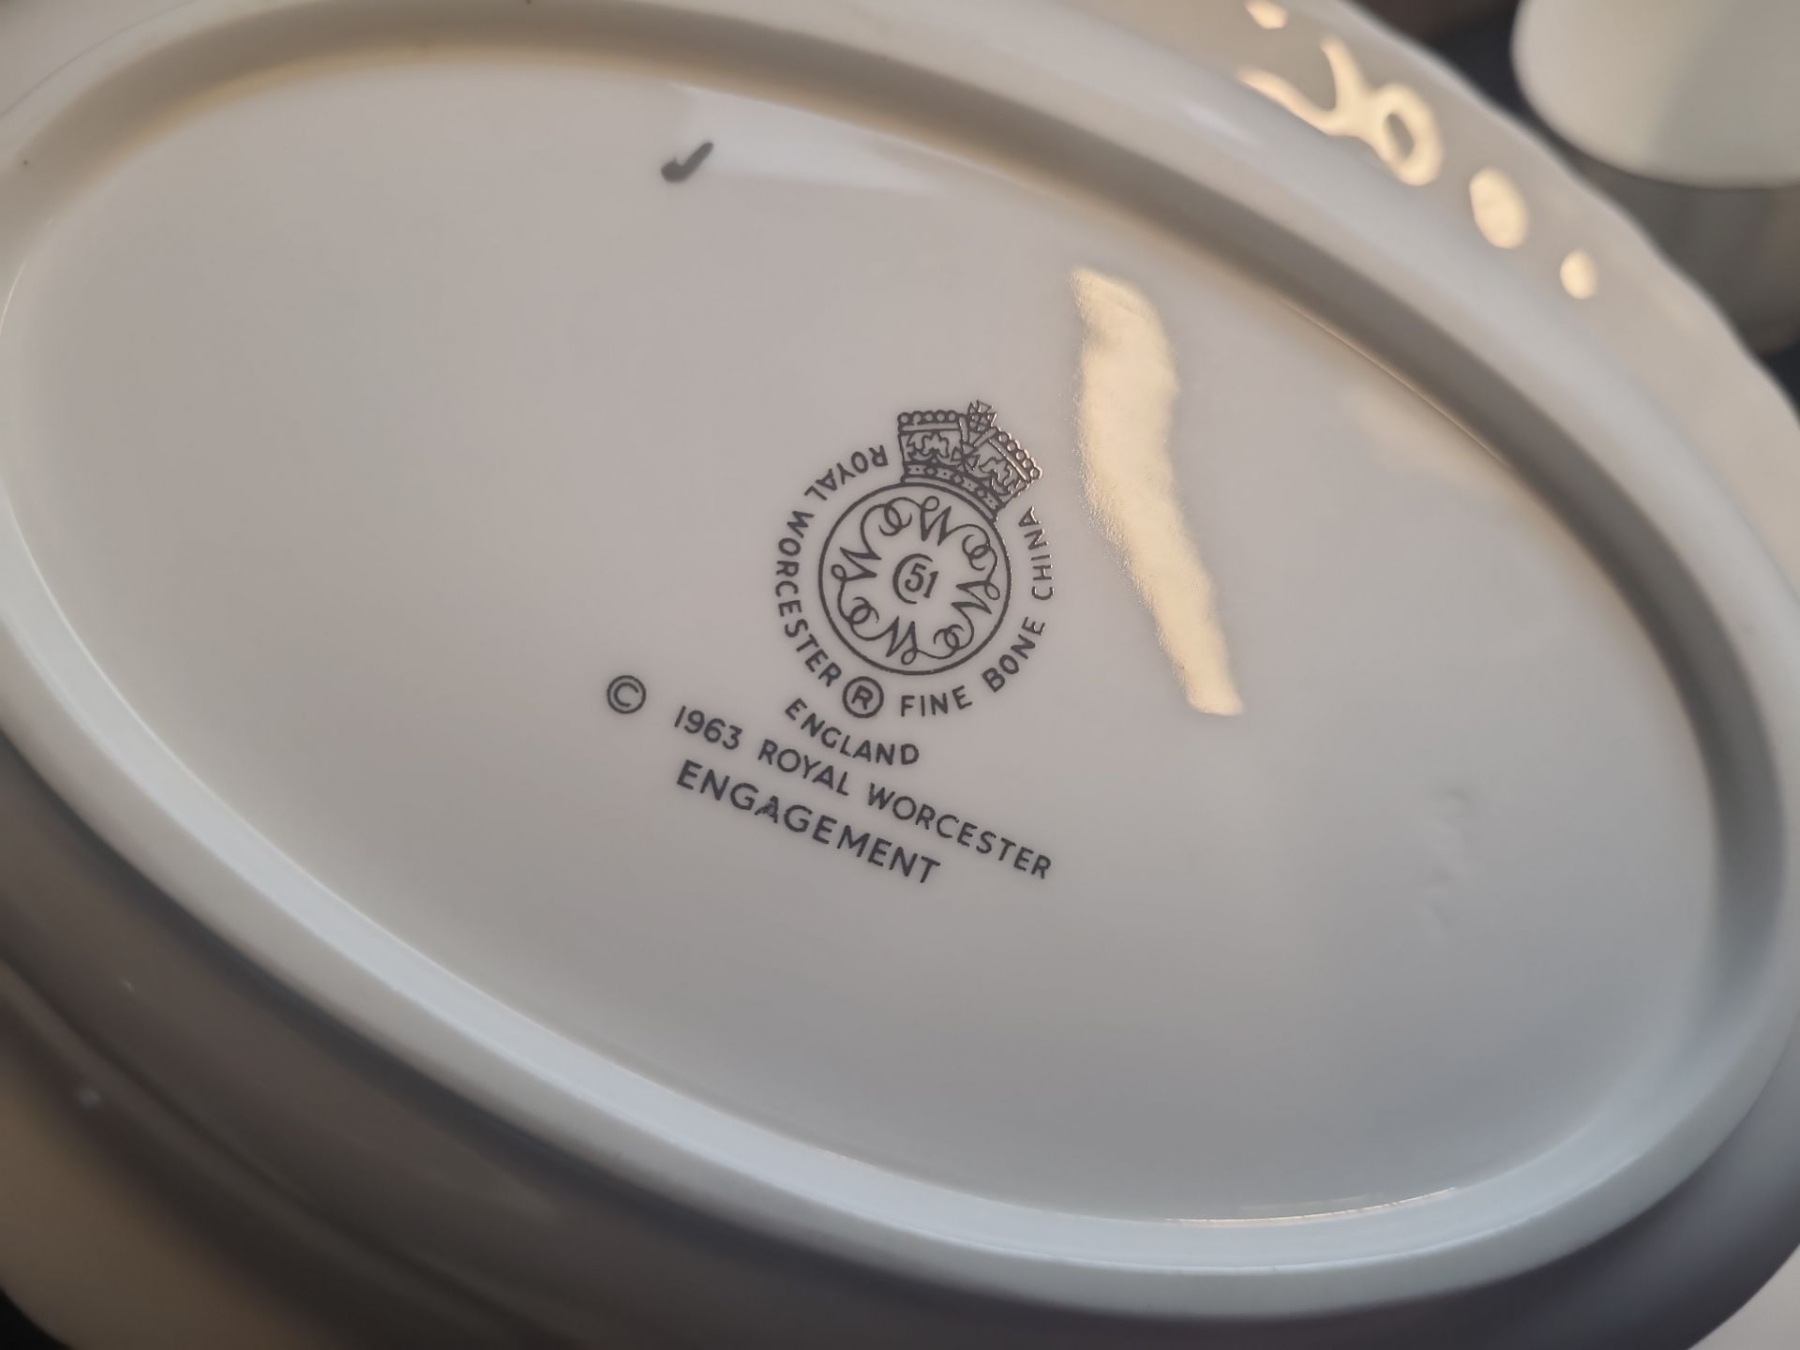 ROYAL WORCESTER ® FINE BONE CHINA
51
ENGLAND
© 1963 ROYAL WORCESTER
ENGAGEMENT